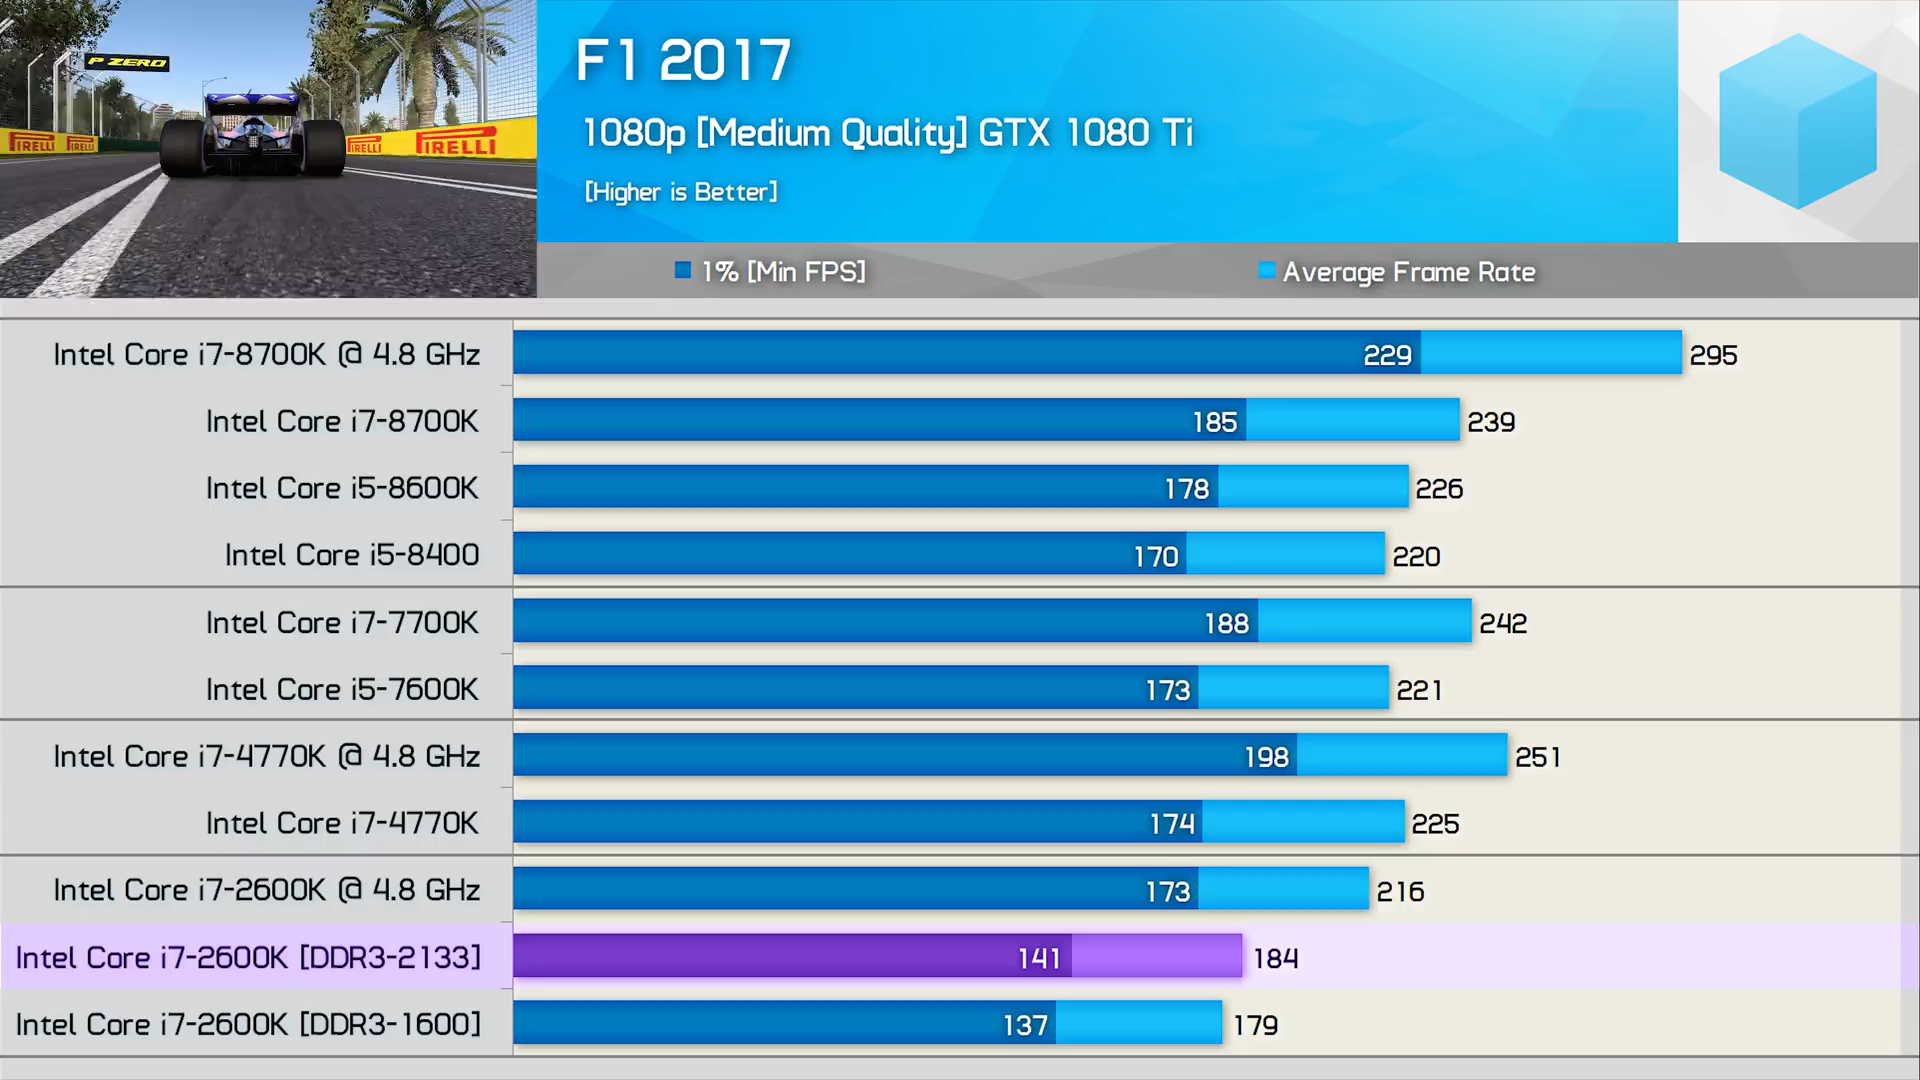 P ZERO
PIRELLI PIRELLI PIRELLI PIRELLI
F1 2017
1080p [Medium Quality] GTX 1080 Ti
[Higher is Better]
1% [Min FPS] Average Frame Rate
Intel Core i7-8700K @ 4.8 GHz 229 295
Intel Core i7-8700K 185 239
Intel Core i5-8600K 178 226
Intel Core i5-8400 170 220
Intel Core i7-7700K 188 242
Intel Core i5-7600K 173 221
Intel Core i7-4770K @ 4.8 GHz 198 251
Intel Core i7-4770K 174 225
Intel Core i7-2600K @ 4.8 GHz 173 216
Intel Core i7-2600K [DDR3-2133] 141 184
Intel Core i7-2600K [DDR3-1600] 137 179